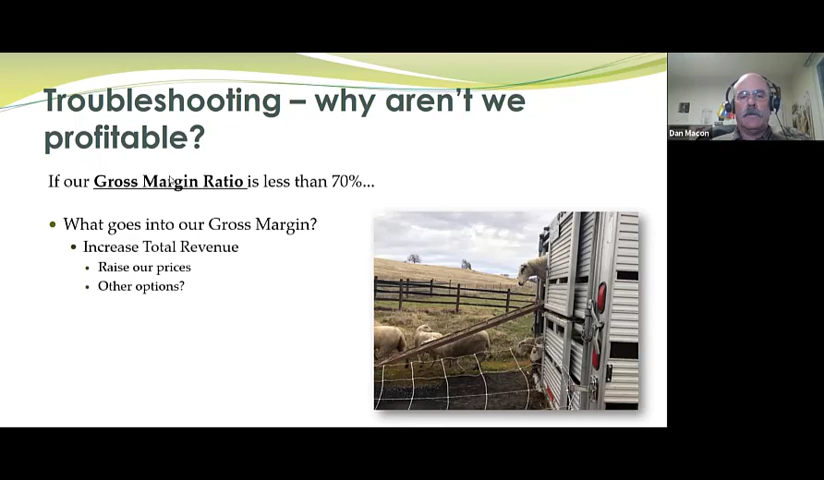 Troubleshooting – why aren't we
profitable?
If our Gross Margin Ratio is less than 70%...
• What goes into our Gross Margin?
• Increase Total Revenue
• Raise our prices
• Other options?
Dan Macon